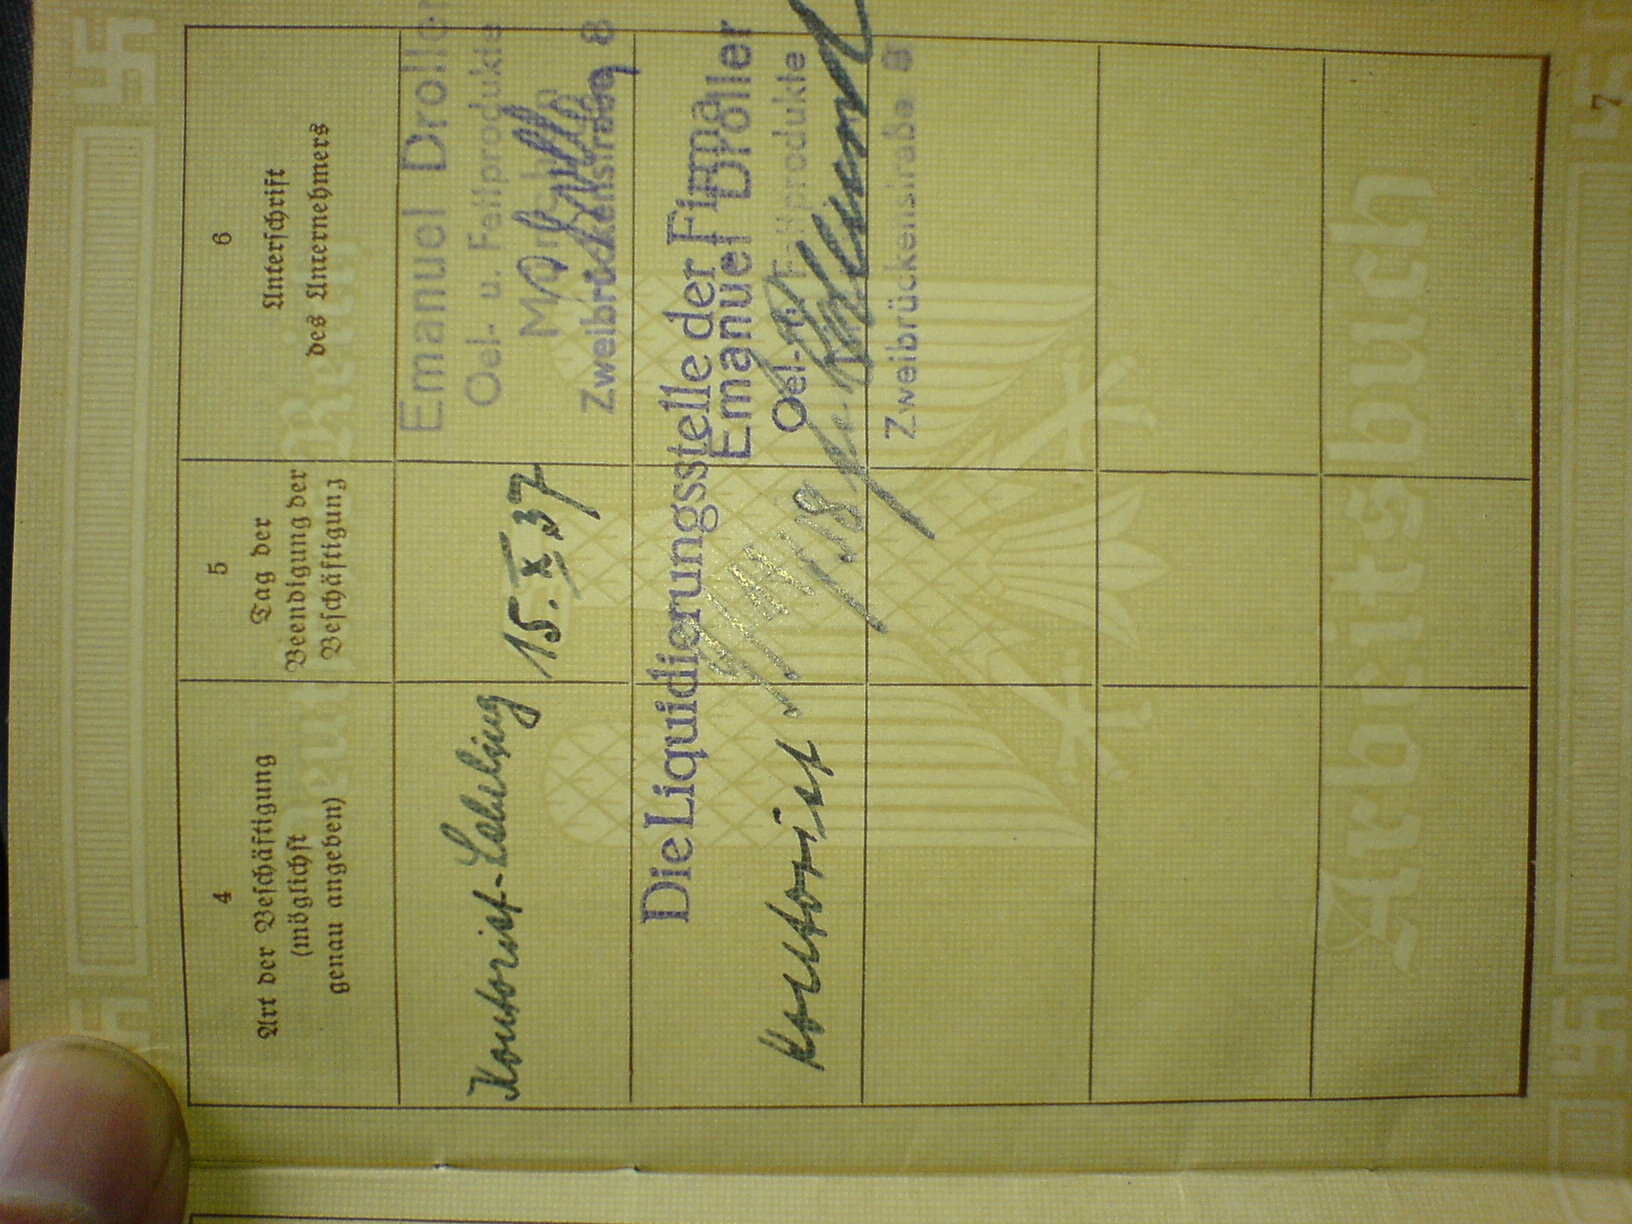 4
Art der Beschäftigung
(möglichst
genau angeben)
5
Tag der
Beendigung der
Beschäftigung
6
Unterschrift
des Unternehmers
Kontorist-Lehrling
15. X 37
Emanuel Droller
Oel- u. Fettprodukte
Zweibrückenstraße 8
Die Liquidierungsstelle der Firma
Emanuel Droller
Oel- u. Fettprodukte
Zweibrückenstraße 8
Kontorist
7
Deutsches Reich
Arbeitsbuch